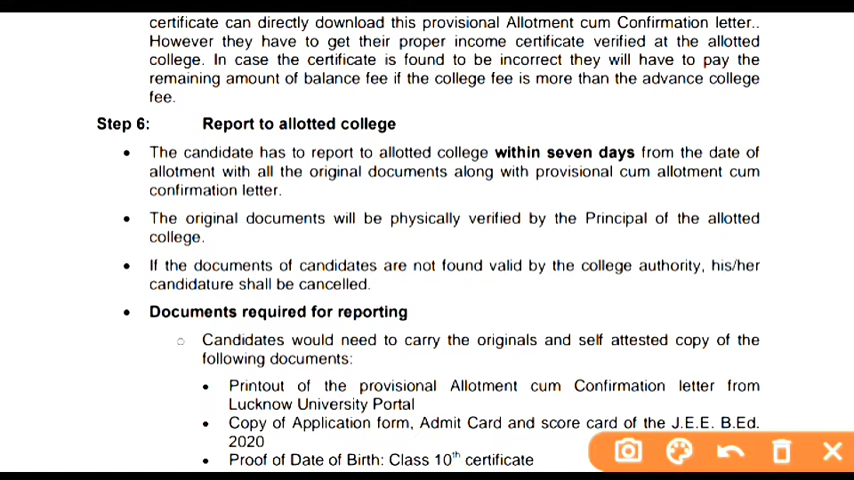 certificate can directly download this provisional Allotment cum Confirmation letter..
However they have to get their proper income certificate verified at the allotted
college. In case the certificate is found to be incorrect they will have to pay the
remaining amount of balance fee if the college fee is more than the advance college
fee.
Step 6: Report to allotted college
• The candidate has to report to allotted college within seven days from the date of
allotment with all the original documents along with provisional cum allotment cum
confirmation letter.
• The original documents will be physically verified by the Principal of the allotted
college.
• If the documents of candidates are not found valid by the college authority, his/her
candidature shall be cancelled.
• Documents required for reporting
○ Candidates would need to carry the originals and self attested copy of the
following documents:
• Printout of the provisional Allotment cum Confirmation letter from
Lucknow University Portal
• Copy of Application form, Admit Card and score card of the J.E.E. B.Ed.
2020
• Proof of Date of Birth: Class 10th certificate